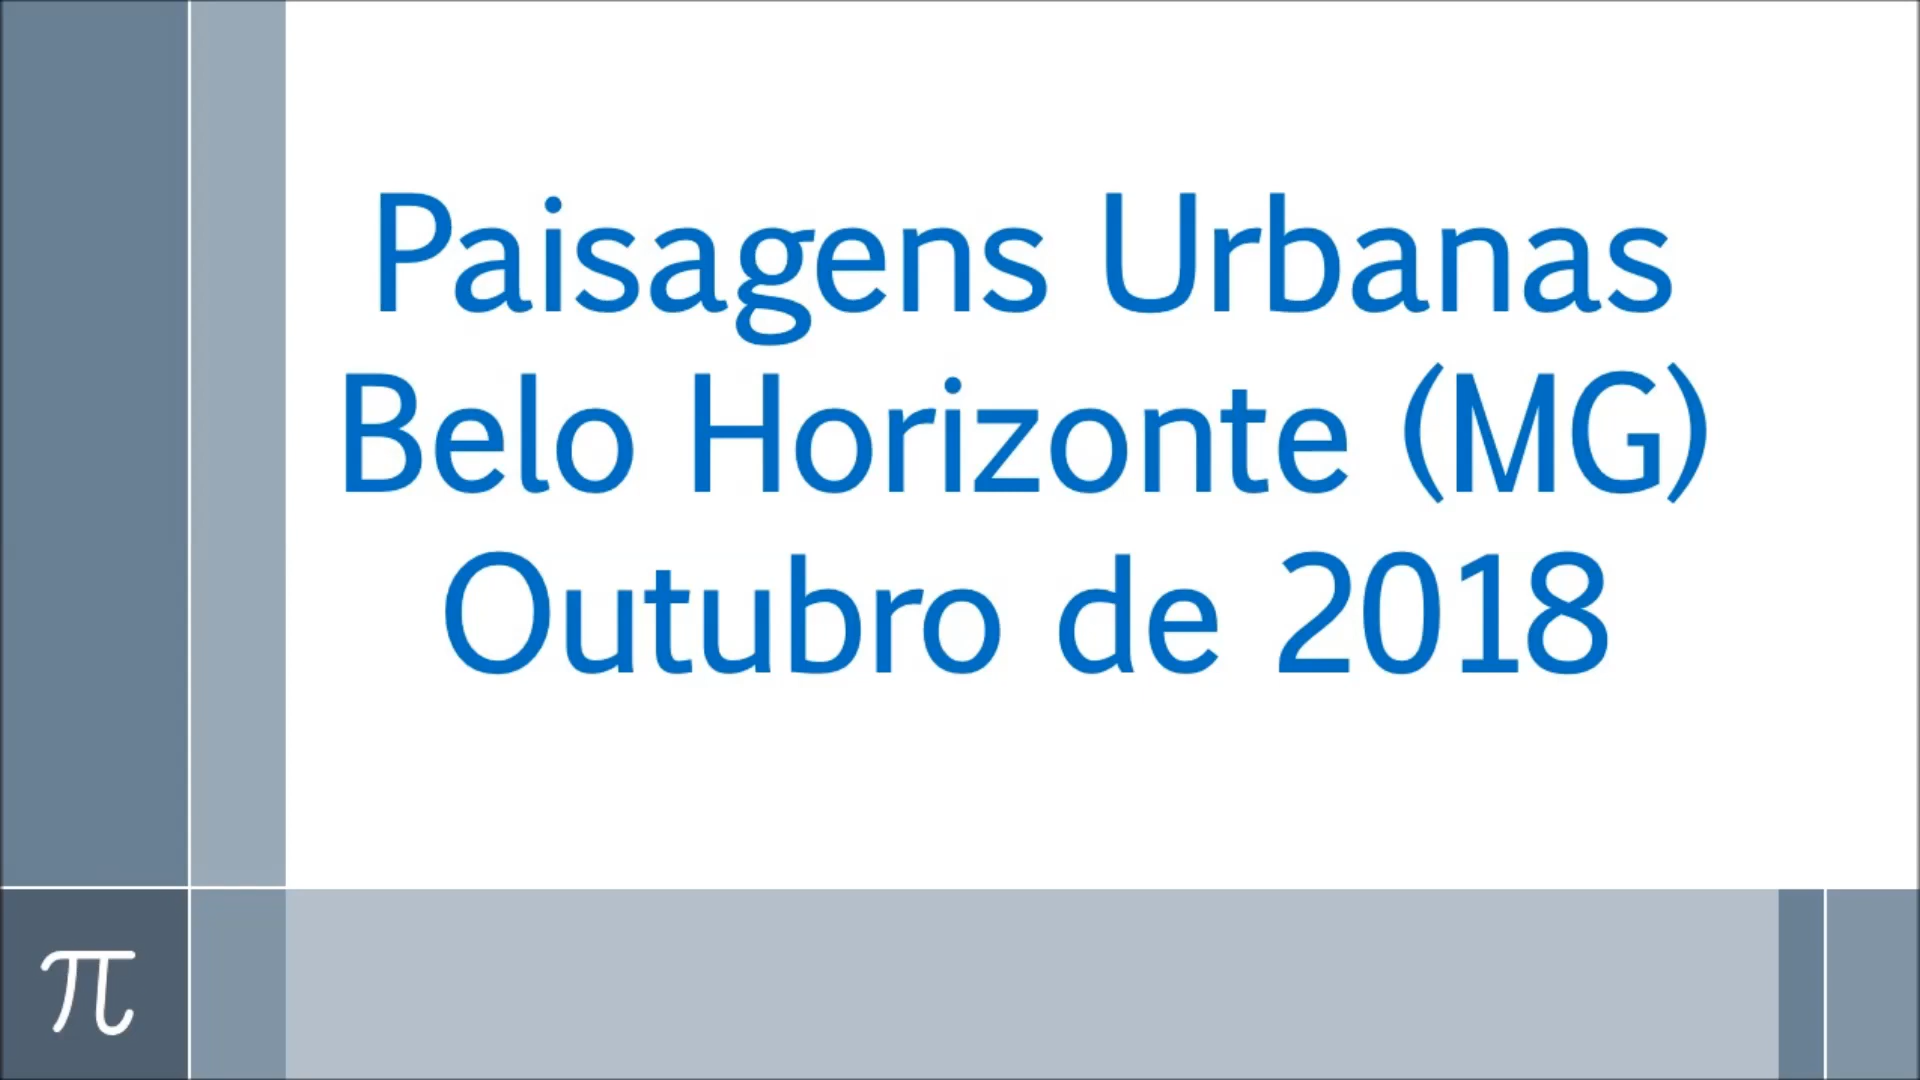 Paisagens Urbanas
Belo Horizonte (MG)
Outubro de 2018
π